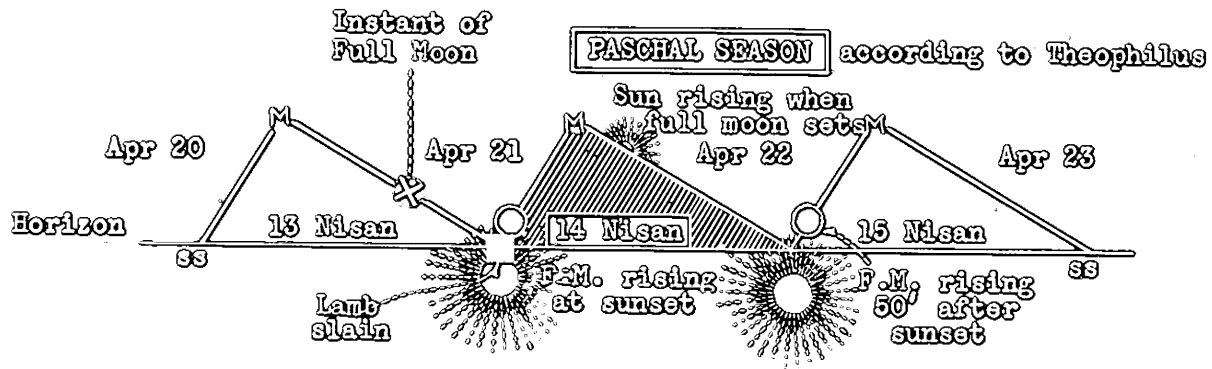 Instant of
Full Moon
PASCHAL SEASON according to Theophilus
Sun rising when
full moon sets
M M M
Apr 20 Apr 21 Apr 22 Apr 23
Horizon 13 Nisan 14 Nisan 15 Nisan
ss ss
Lamb
slain
F.M. rising
at sunset
F.M. rising
50' after
sunset